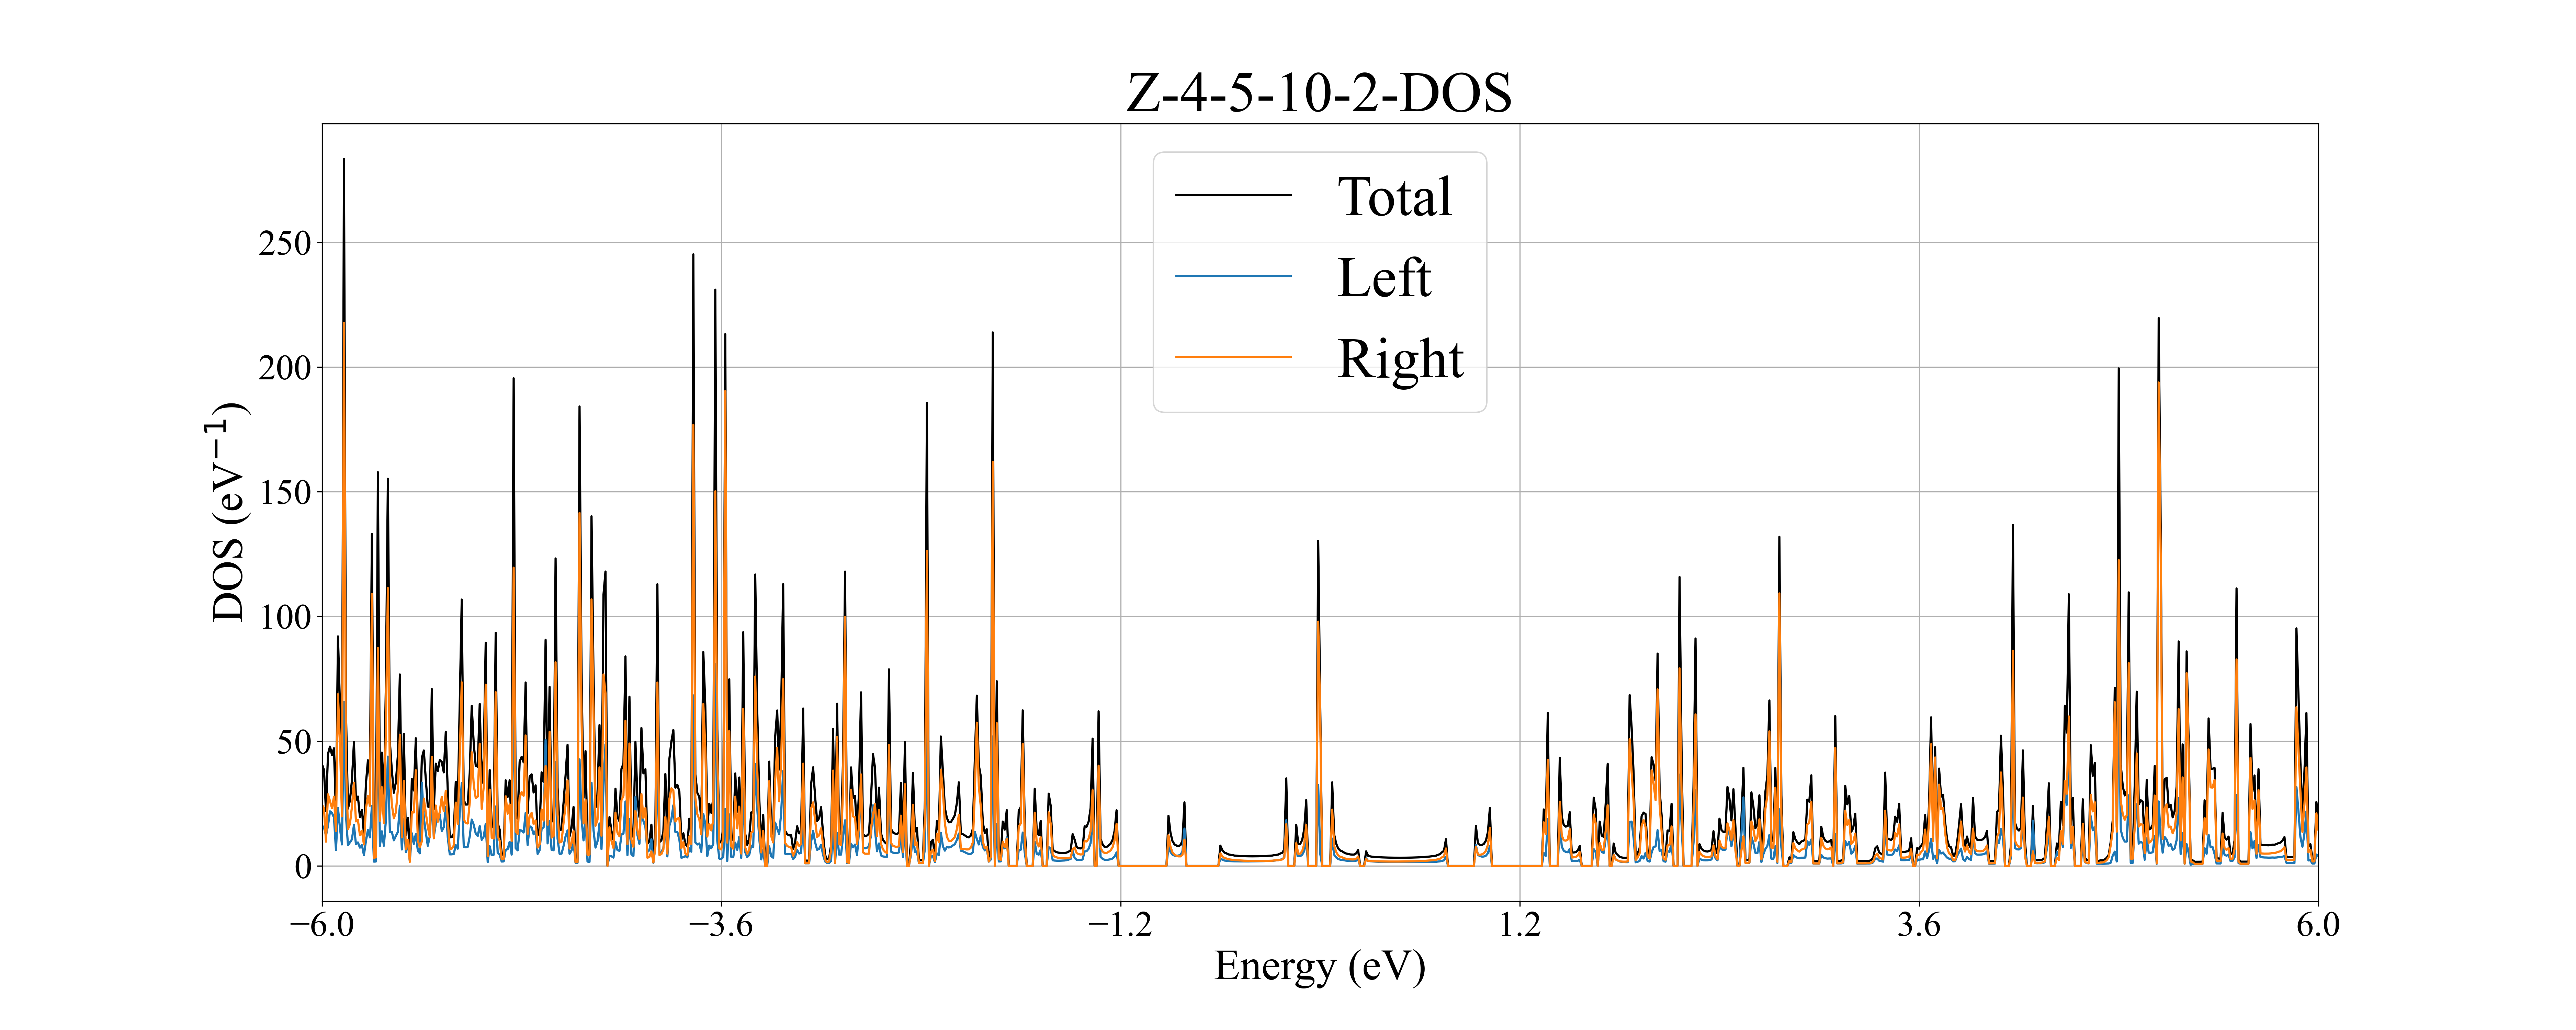 Z-4-5-10-2-DOS
Total
Left
Right
DOS (eV⁻¹)
250
200
150
100
50
0
−6.0
−3.6
−1.2
1.2
3.6
6.0
Energy (eV)